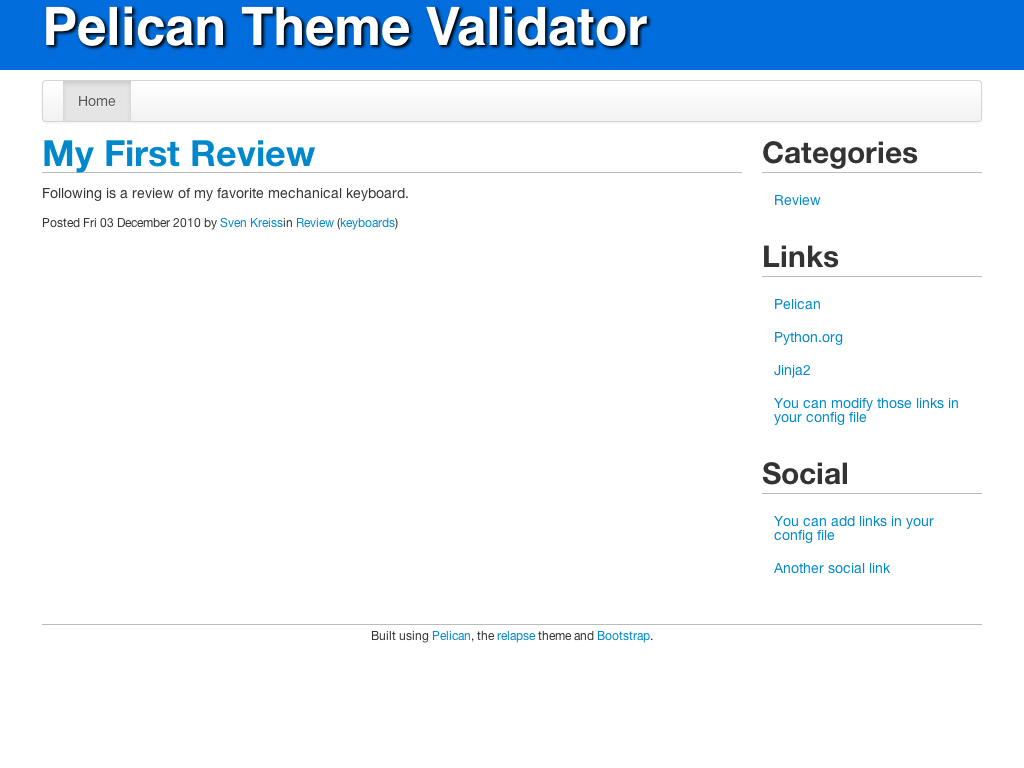 Pelican Theme Validator
Home
My First Review
Following is a review of my favorite mechanical keyboard.
Posted Fri 03 December 2010 by Sven Kreissin Review (keyboards)
Categories
Review
Links
Pelican
Python.org
Jinja2
You can modify those links in
your config file
Social
You can add links in your
config file
Another social link
Built using Pelican, the relapse theme and Bootstrap.